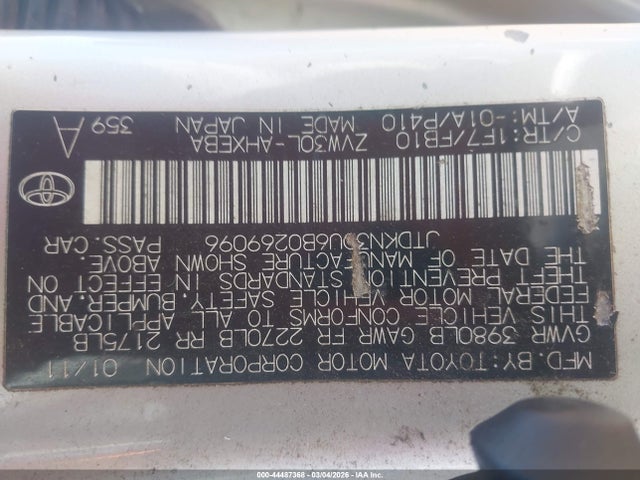 MFD.BY:TOYOTA MOTOR CORPORATION 01/11
GVWR 3980LB GAWR FR 2270LB RR 2175LB
THIS VEHICLE CONFORMS TO ALL APPLICABLE
FEDERAL MOTOR VEHICLE SAFETY, BUMPER, AND
THEFT PREVENTION STANDARDS IN EFFECT ON
THE DATE OF MANUFACTURE SHOWN ABOVE.
JTDKN3DU6B0269096 PASS.CAR
C/TR:1F7/FB10 ZVW30L-AHXEBA 359
A/TM:-01A/P410 MADE IN JAPAN A
000-44487368 - 03/04/2026 - IAAI Inc.